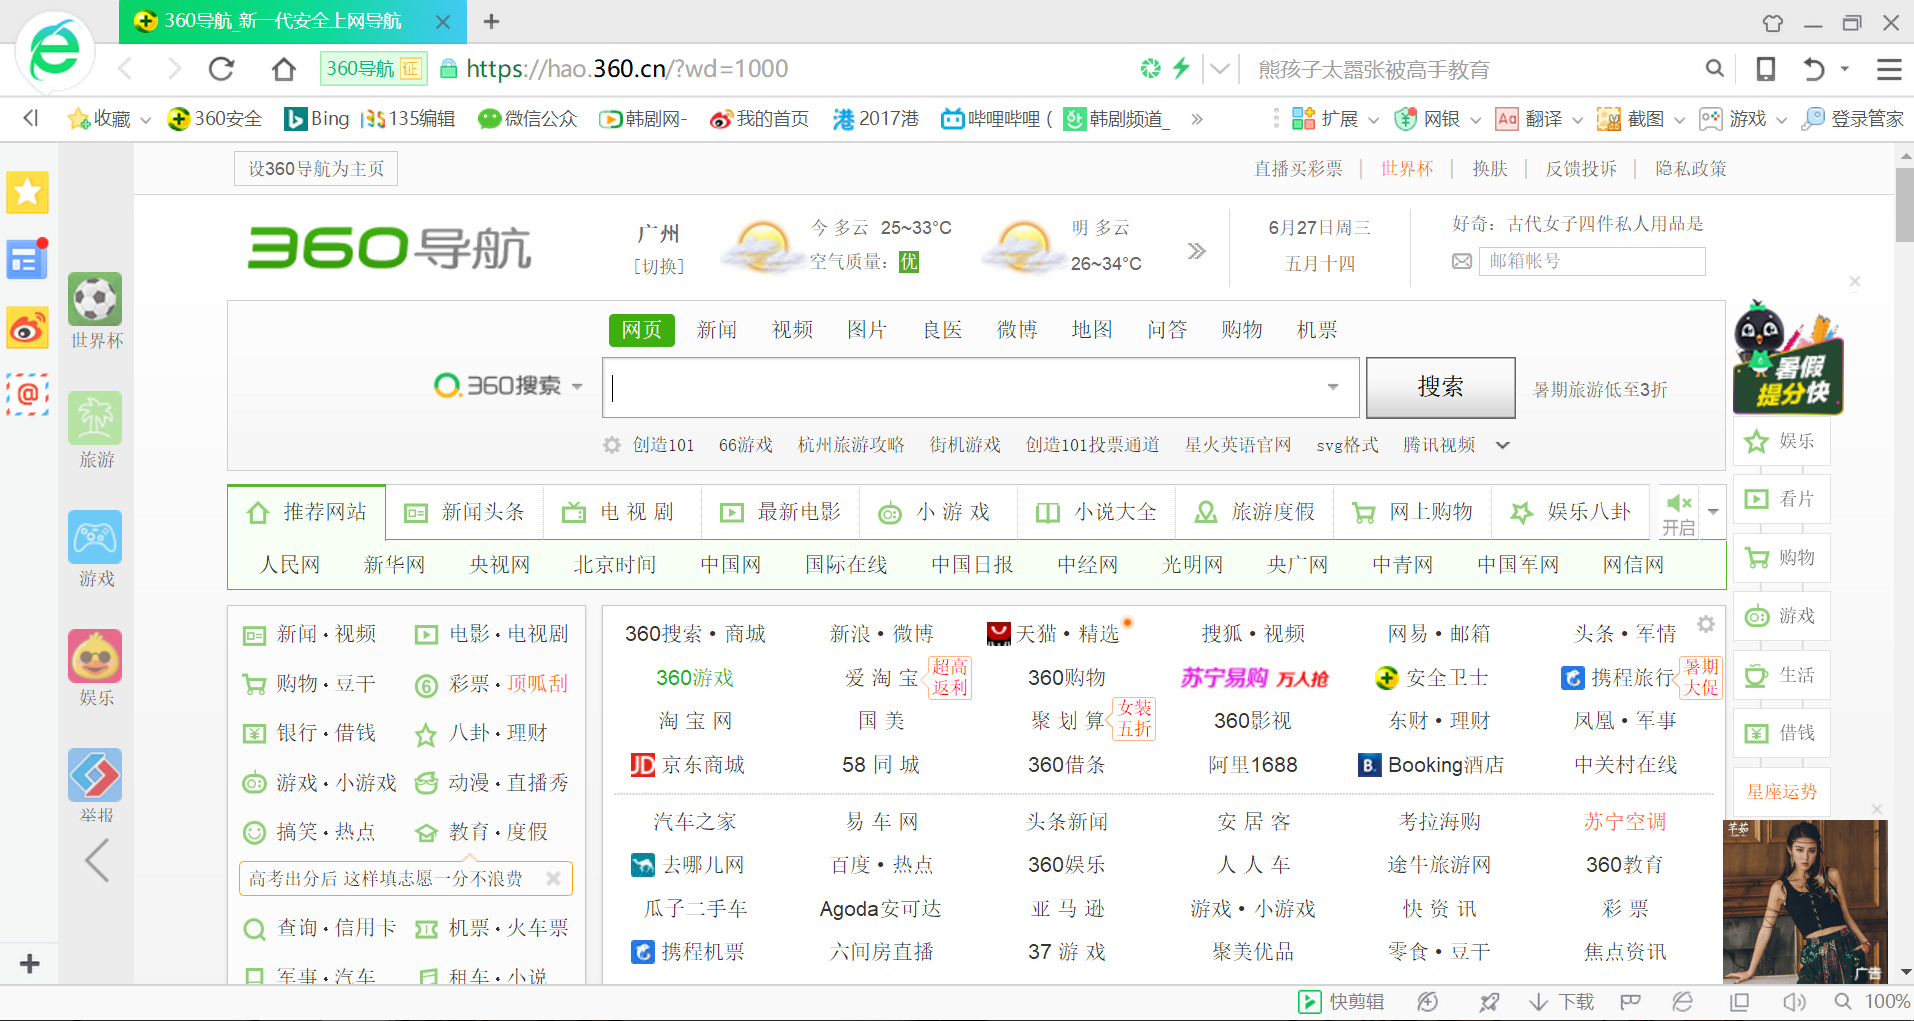 360导航_新一代安全上网导航
360导航 证 https://hao.360.cn/?wd=1000 熊孩子太嚣张被高手教育
收藏 360安全 Bing 135编辑 微信公众 韩剧网- 我的首页 港 2017港 哔哩哔哩 ( 韩剧频道_ » 扩展 网银 Aa 翻译 截图 游戏 登录管家
设360导航为主页 直播买彩票 世界杯 换肤 反馈投诉 隐私政策
360导航 广州 [切换] 今 多云 25~33°C 空气质量: 优 明 多云 26~34°C 6月27日周三 五月十四 好奇：古代女子四件私人用品是
邮箱帐号
网页 新闻 视频 图片 良医 微博 地图 问答 购物 机票
360搜索 搜索 暑期旅游低至3折
创造101 66游戏 杭州旅游攻略 街机游戏 创造101投票通道 星火英语官网 svg格式 腾讯视频
推荐网站 新闻头条 电 视 剧 最新电影 小 游 戏 小说大全 旅游度假 网上购物 娱乐八卦 开启
人民网 新华网 央视网 北京时间 中国网 国际在线 中国日报 中经网 光明网 央广网 中青网 中国军网 网信网
世界杯
旅游
游戏
娱乐
举报
新闻·视频 电影·电视剧
购物·豆干 彩票·顶呱刮
银行·借钱 八卦·理财
游戏·小游戏 动漫·直播秀
搞笑·热点 教育·度假
高考出分后 这样填志愿一分不浪费
查询·信用卡 机票·火车票
军事·汽车 租车·小说
360搜索·商城 新浪·微博 天猫·精选 搜狐·视频 网易·邮箱 头条·军情
360游戏 爱 淘 宝 超高返利 360购物 苏宁易购 万人抢 安全卫士 携程旅行 暑期大促
淘 宝 网 国 美 聚 划 算 女装五折 360影视 东财·理财 凤凰·军事
JD 京东商城 58 同 城 360借条 阿里1688 B. Booking酒店 中关村在线
汽车之家 易 车 网 头条新闻 安 居 客 考拉海购 苏宁空调
去哪儿网 百度·热点 360娱乐 人 人 车 途牛旅游网 360教育
瓜子二手车 Agoda安可达 亚 马 逊 游戏·小游戏 快 资 讯 彩 票
携程机票 六间房直播 37 游 戏 聚美优品 零食·豆干 焦点资讯
暑假
提分快
娱乐
看片
购物
游戏
生活
借钱
星座运势
芊茹
广告
快剪辑 下载 100%